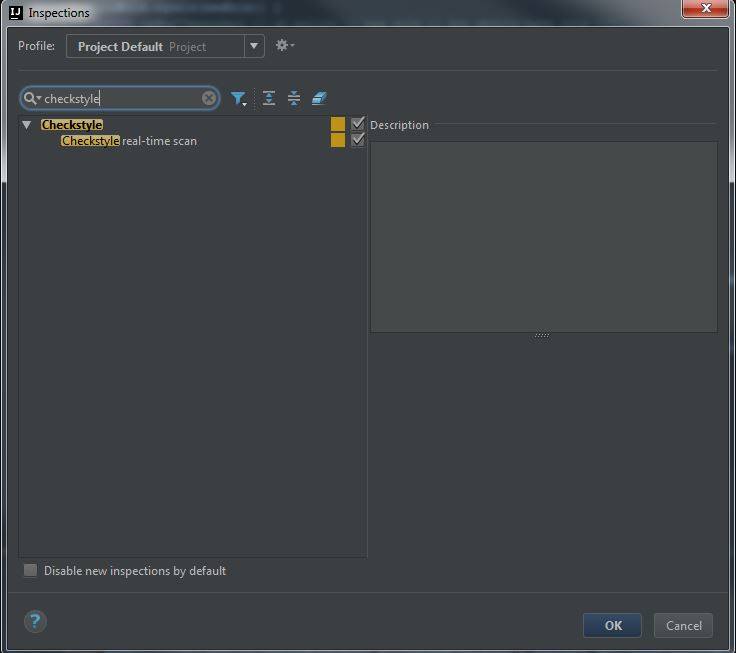 IJ Inspections
Profile: Project Default Project
checkstyle
Checkstyle
Checkstyle real-time scan
Description
Disable new inspections by default
?
OK Cancel